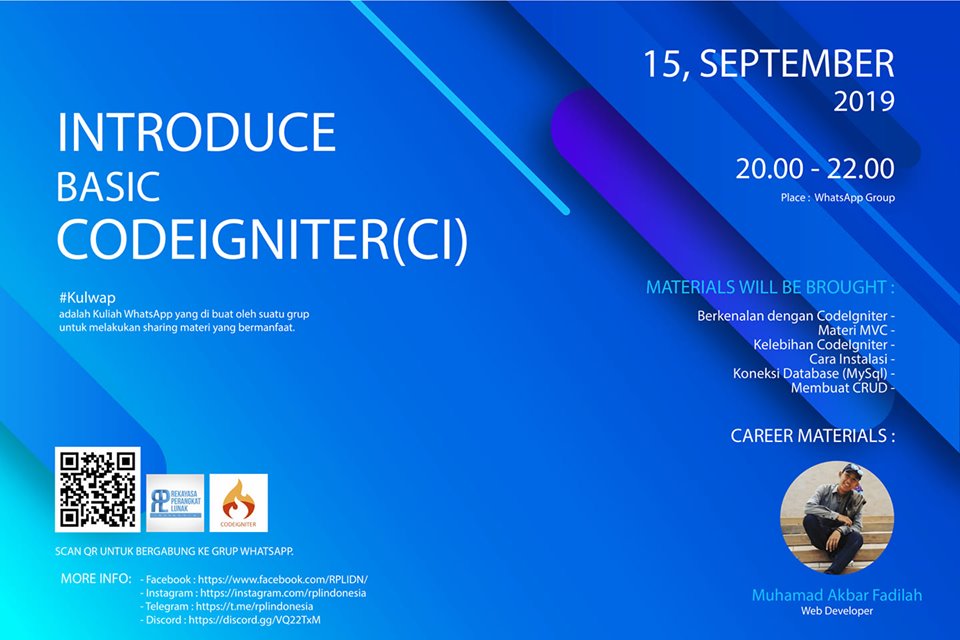 INTRODUCE
BASIC
CODEIGNITER(CI)
#Kulwap
adalah Kuliah WhatsApp yang di buat oleh suatu grup
untuk melakukan sharing materi yang bermanfaat.
15, SEPTEMBER
2019
20.00 - 22.00
Place : WhatsApp Group
MATERIALS WILL BE BROUGHT :
Berkenalan dengan CodeIgniter -
Materi MVC -
Kelebihan CodeIgniter -
Cara Instalasi -
Koneksi Database (MySql) -
Membuat CRUD -
CAREER MATERIALS :
Muhamad Akbar Fadilah
Web Developer
REKAYASA
PERANGKAT
LUNAK
CODEIGNITER
SCAN QR UNTUK BERGABUNG KE GRUP WHATSAPP.
MORE INFO:
- Facebook : https://www.facebook.com/RPLIDN/
- Instagram : https://instagram.com/rplindonesia
- Telegram : https://t.me/rplindonesia
- Discord : https://discord.gg/VQ22TxM